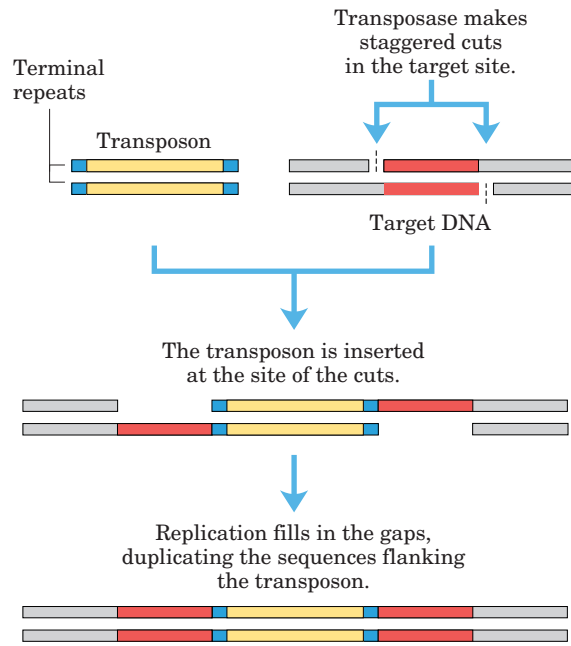 Transposase makes
staggered cuts
in the target site.
Terminal
repeats
Transposon
Target DNA
The transposon is inserted
at the site of the cuts.
Replication fills in the gaps,
duplicating the sequences flanking
the transposon.